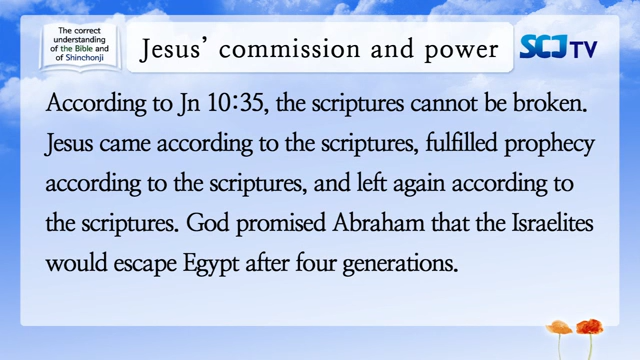 The correct
understanding
of the Bible and
of Shinchonji
Jesus’ commission and power
SCJ TV
According to Jn 10:35, the scriptures cannot be broken.
Jesus came according to the scriptures, fulfilled prophecy
according to the scriptures, and left again according to
the scriptures. God promised Abraham that the Israelites
would escape Egypt after four generations.